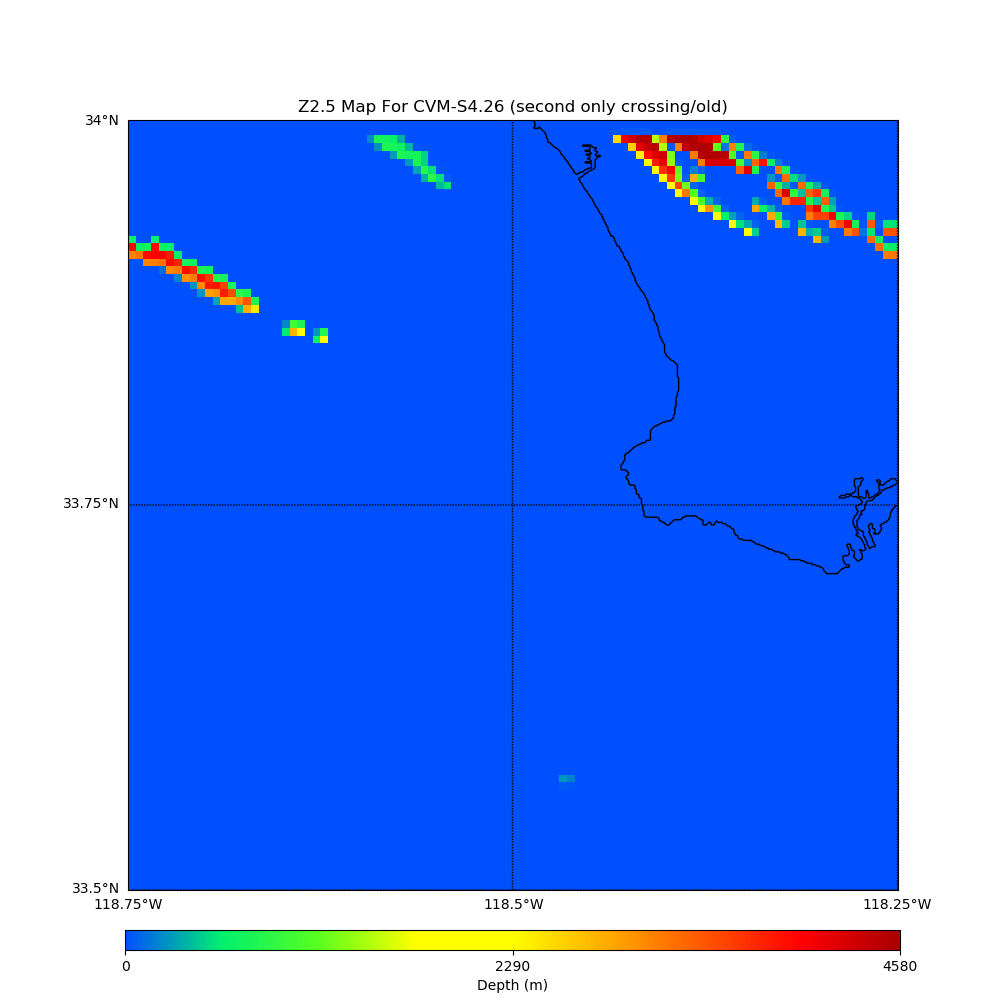 Z2.5 Map For CVM-S4.26 (second only crossing/old)
34°N
33.75°N
33.5°N
118.75°W 118.5°W 118.25°W
0 2290 4580
Depth (m)